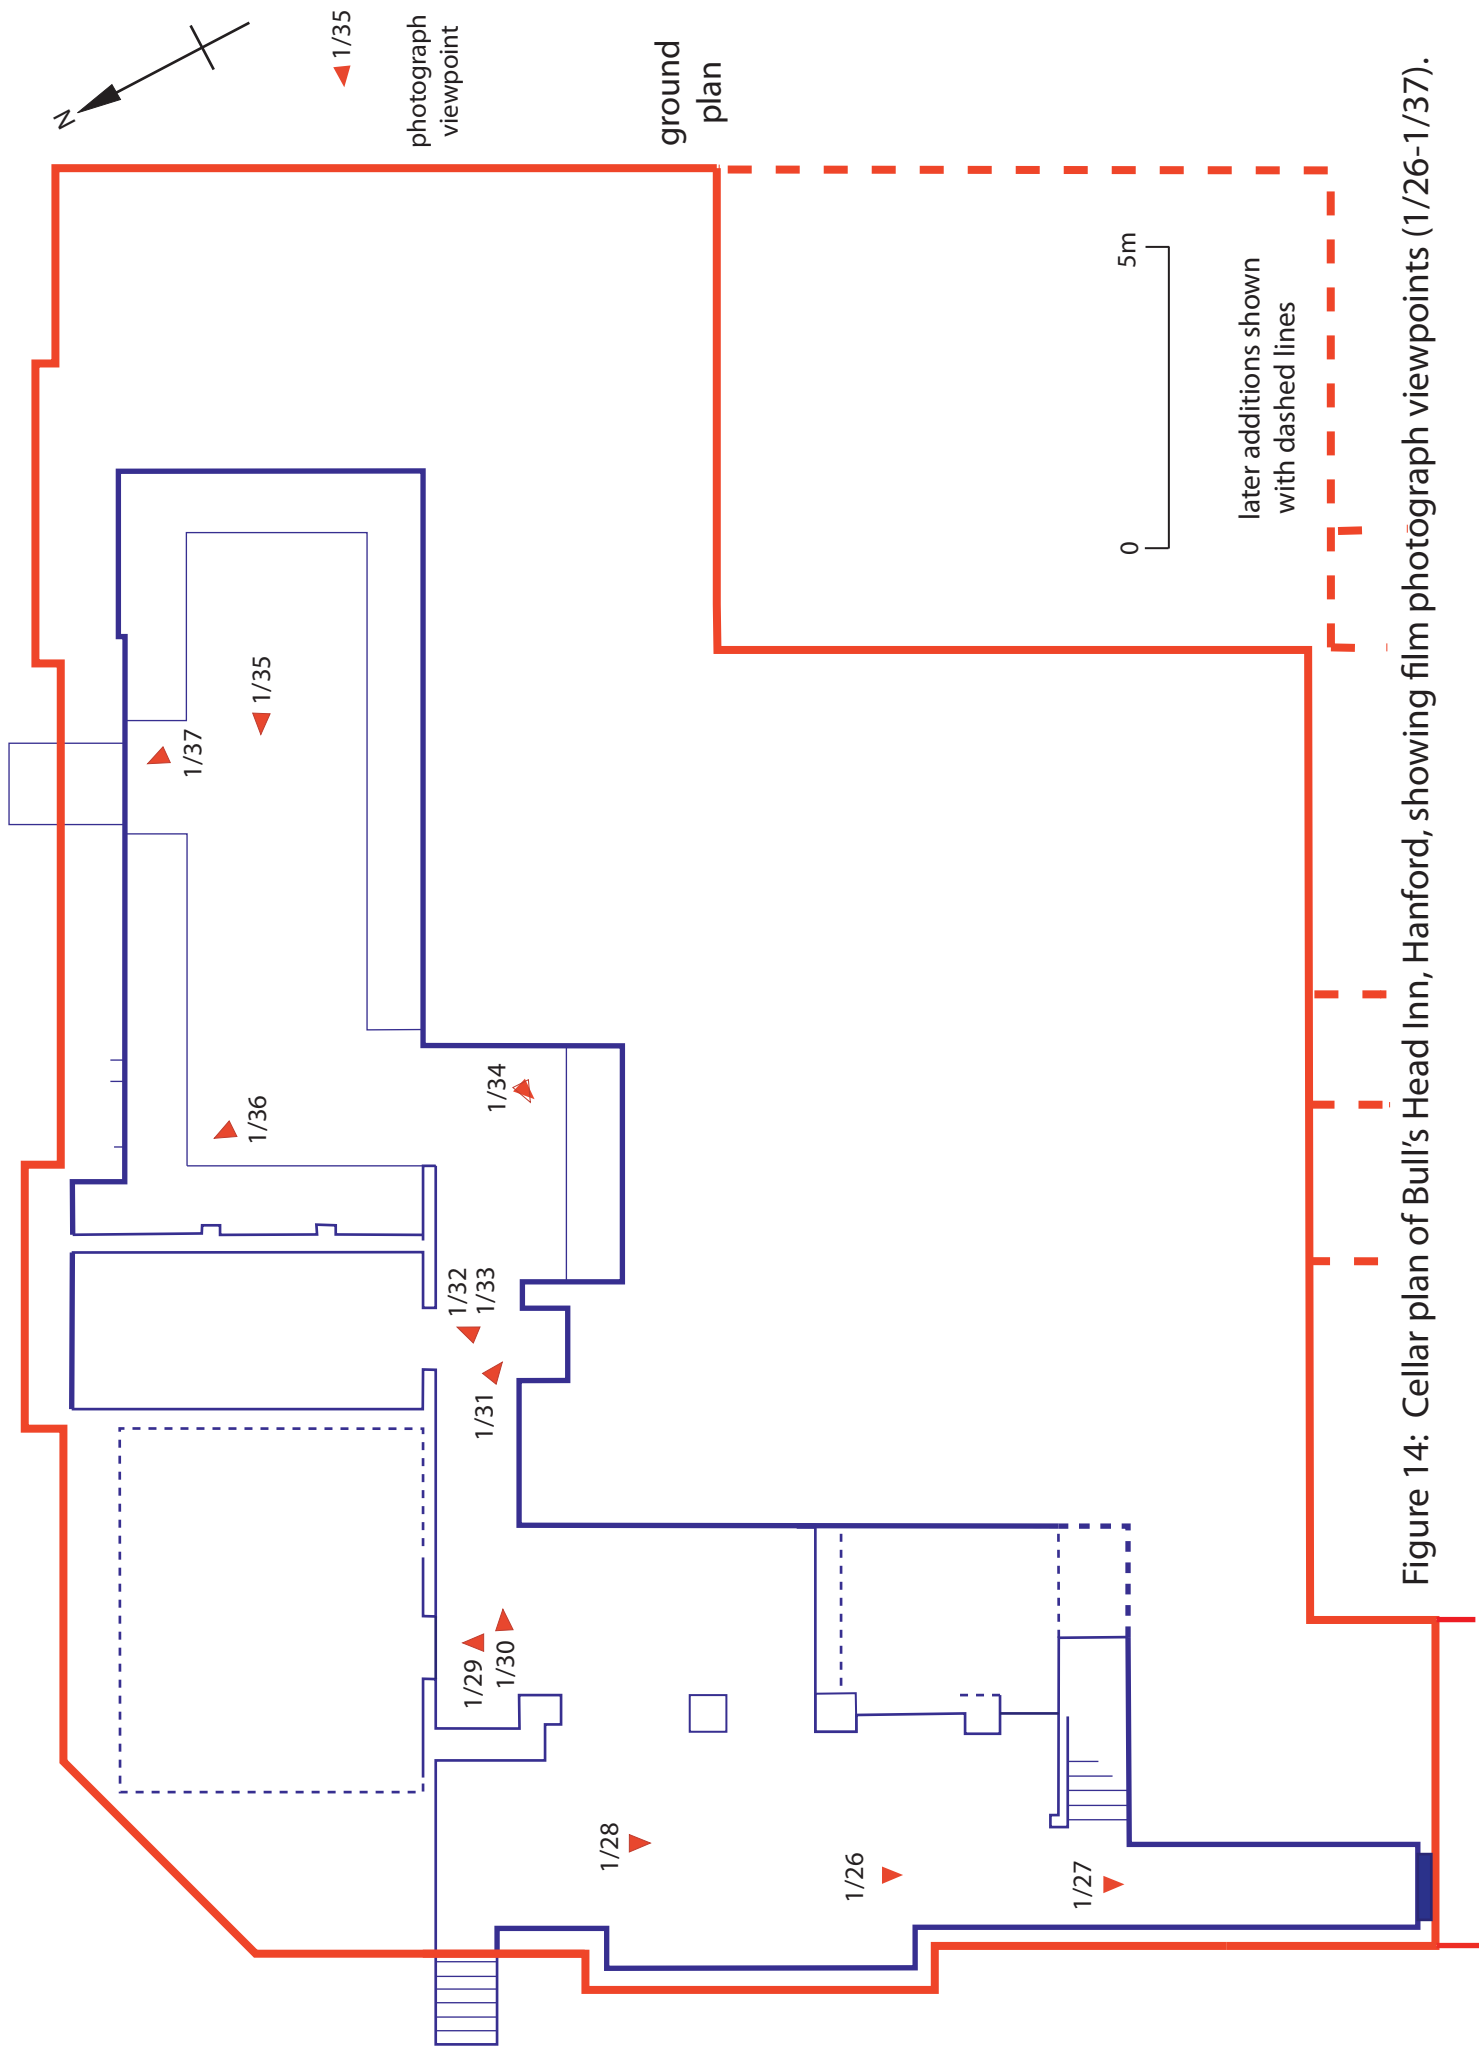 N
1/35
photograph
viewpoint
ground
plan
1/37
1/35
1/36
1/34
1/32
1/33
1/31
1/29
1/30
1/28
1/26
1/27
0
5m
later additions shown
with dashed lines
Figure 14: Cellar plan of Bull's Head Inn, Hanford, showing film photograph viewpoints (1/26-1/37).